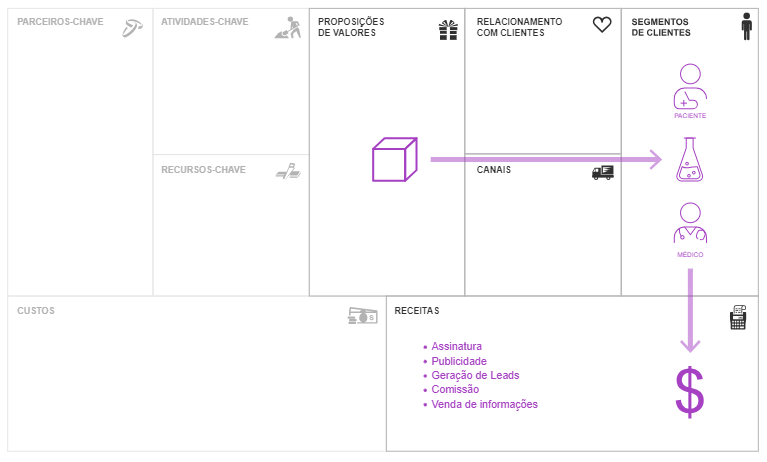 PARCEIROS-CHAVE
ATIVIDADES-CHAVE
PROPOSIÇÕES
DE VALORES
RELACIONAMENTO
COM CLIENTES
SEGMENTOS
DE CLIENTES
PACIENTE
RECURSOS-CHAVE
CANAIS
MÉDICO
CUSTOS
RECEITAS
• Assinatura
• Publicidade
• Geração de Leads
• Comissão
• Venda de informações
$